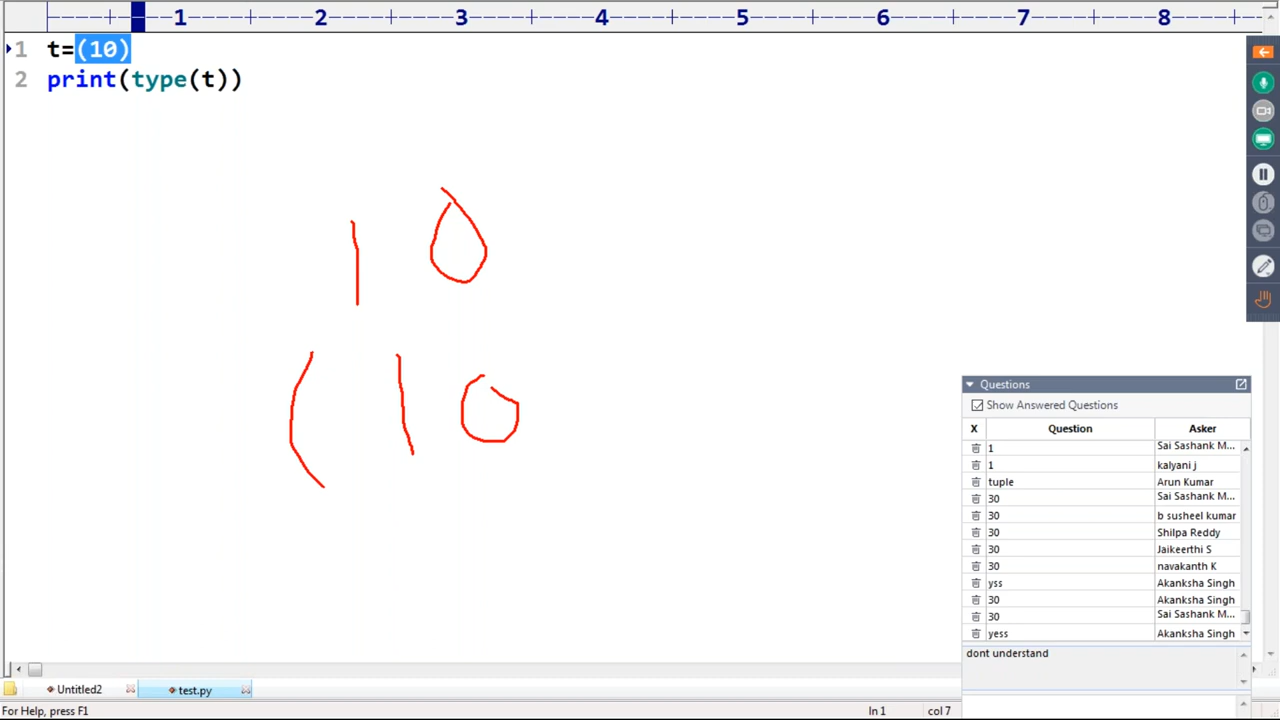 1 2 3 4 5 6 7 8
1 t=(10)
2 print(type(t))
10
(10
Questions
Show Answered Questions
X Question Asker
1 Sai Sashank M...
1 kalyani j
tuple Arun Kumar
30 Sai Sashank M...
30 b susheel kumar
30 Shilpa Reddy
30 Jaikeerthi S
30 navakanth K
yss Akanksha Singh
30 Akanksha Singh
30 Sai Sashank M...
yess Akanksha Singh
dont understand
Untitled2 test.py
For Help, press F1 ln 1 col 7